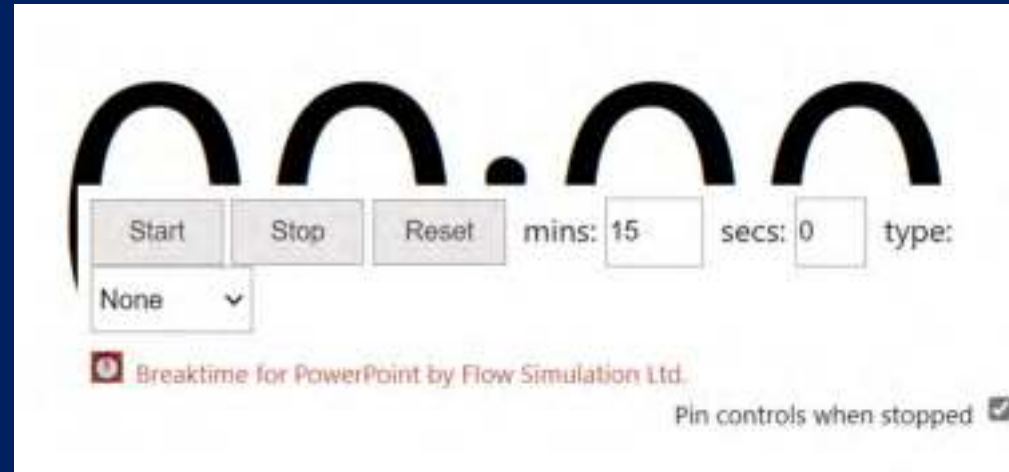 00:00
Start Stop Reset mins: 15 secs: 0 type:
None
Breaktime for PowerPoint by Flow Simulation Ltd.
Pin controls when stopped